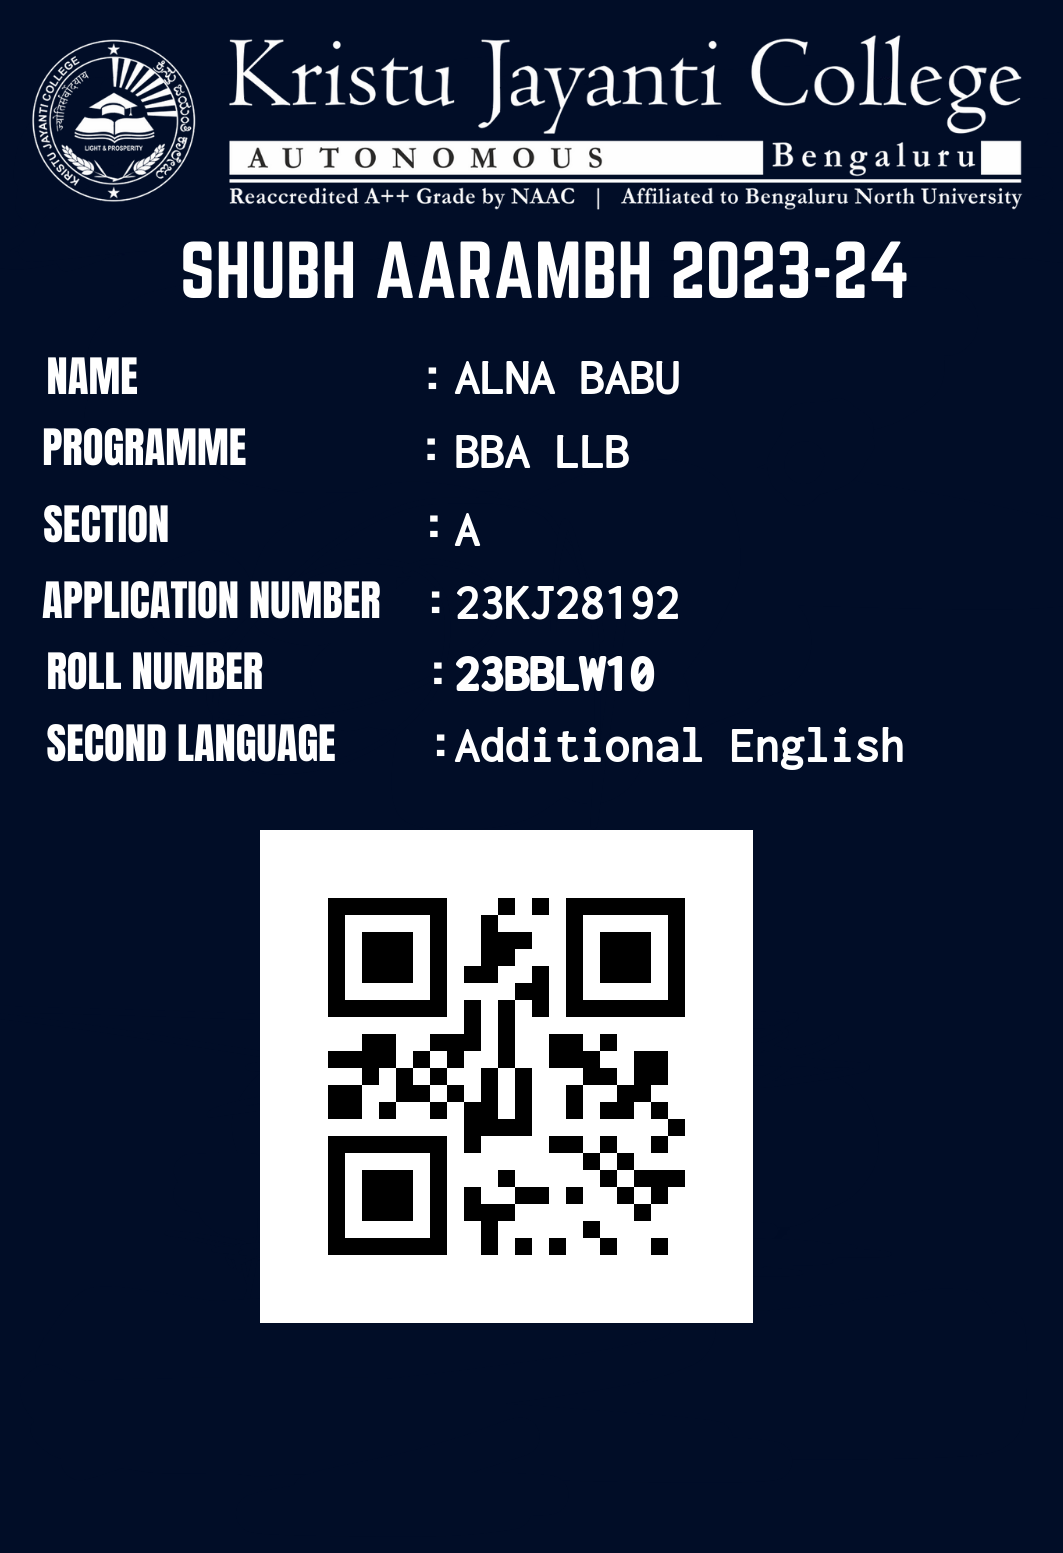 KRISTU JAYANTI COLLEGE
ಕ್ರಿಸ್ತು ಜಯಂತಿ ಕಾಲೇಜು
LIGHT & PROSPERITY
Kristu Jayanti College
AUTONOMOUS Bengaluru
Reaccredited A++ Grade by NAAC | Affiliated to Bengaluru North University
SHUBH AARAMBH 2023-24
NAME : ALNA BABU
PROGRAMME : BBA LLB
SECTION : A
APPLICATION NUMBER : 23KJ28192
ROLL NUMBER : 23BBLW10
SECOND LANGUAGE : Additional English